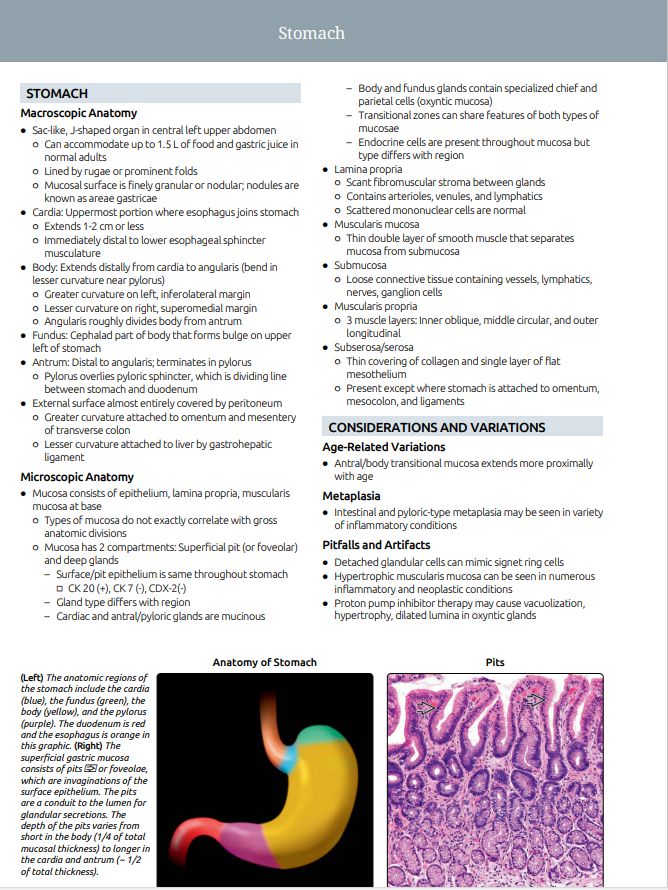 Stomach
STOMACH
Macroscopic Anatomy
• Sac-like, J-shaped organ in central left upper abdomen
o Can accommodate up to 1.5 L of food and gastric juice in
normal adults
o Lined by rugae or prominent folds
o Mucosal surface is finely granular or nodular; nodules are
known as areae gastricae
• Cardia: Uppermost portion where esophagus joins stomach
o Extends 1-2 cm or less
o Immediately distal to lower esophageal sphincter
musculature
• Body: Extends distally from cardia to angularis (bend in
lesser curvature near pylorus)
o Greater curvature on left, inferolateral margin
o Lesser curvature on right, superomedial margin
o Angularis roughly divides body from antrum
• Fundus: Cephalad part of body that forms bulge on upper
left of stomach
• Antrum: Distal to angularis; terminates in pylorus
o Pylorus overlies pyloric sphincter, which is dividing line
between stomach and duodenum
• External surface almost entirely covered by peritoneum
o Greater curvature attached to omentum and mesentery
of transverse colon
o Lesser curvature attached to liver by gastrohepatic
ligament
Microscopic Anatomy
• Mucosa consists of epithelium, lamina propria, muscularis
mucosa at base
o Types of mucosa do not exactly correlate with gross
anatomic divisions
o Mucosa has 2 compartments: Superficial pit (or foveolar)
and deep glands
– Surface/pit epithelium is same throughout stomach
□ CK 20 (+), CK 7 (-), CDX-2(-)
– Gland type differs with region
– Cardiac and antral/pyloric glands are mucinous
– Body and fundus glands contain specialized chief and
parietal cells (oxyntic mucosa)
– Transitional zones can share features of both types of
mucosae
– Endocrine cells are present throughout mucosa but
type differs with region
• Lamina propria
o Scant fibromuscular stroma between glands
o Contains arterioles, venules, and lymphatics
o Scattered mononuclear cells are normal
• Muscularis mucosa
o Thin double layer of smooth muscle that separates
mucosa from submucosa
• Submucosa
o Loose connective tissue containing vessels, lymphatics,
nerves, ganglion cells
• Muscularis propria
o 3 muscle layers: Inner oblique, middle circular, and outer
longitudinal
• Subserosa/serosa
o Thin covering of collagen and single layer of flat
mesothelium
o Present except where stomach is attached to omentum,
mesocolon, and ligaments
CONSIDERATIONS AND VARIATIONS
Age-Related Variations
• Antral/body transitional mucosa extends more proximally
with age
Metaplasia
• Intestinal and pyloric-type metaplasia may be seen in variety
of inflammatory conditions
Pitfalls and Artifacts
• Detached glandular cells can mimic signet ring cells
• Hypertrophic muscularis mucosa can be seen in numerous
inflammatory and neoplastic conditions
• Proton pump inhibitor therapy may cause vacuolization,
hypertrophy, dilated lumina in oxyntic glands
Anatomy of Stomach
Pits
(Left) The anatomic regions of
the stomach include the cardia
(blue), the fundus (green), the
body (yellow), and the pylorus
(purple). The duodenum is red
and the esophagus is orange in
this graphic. (Right) The
superficial gastric mucosa
consists of pits or foveolae,
which are invaginations of the
surface epithelium. The pits
are a conduit to the lumen for
glandular secretions. The
depth of the pits varies from
short in the body (1/4 of total
mucosal thickness) to longer in
the cardia and antrum (~ 1/2
of total thickness).